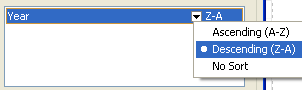 Year Z-A
Ascending (A-Z)
Descending (Z-A)
No Sort